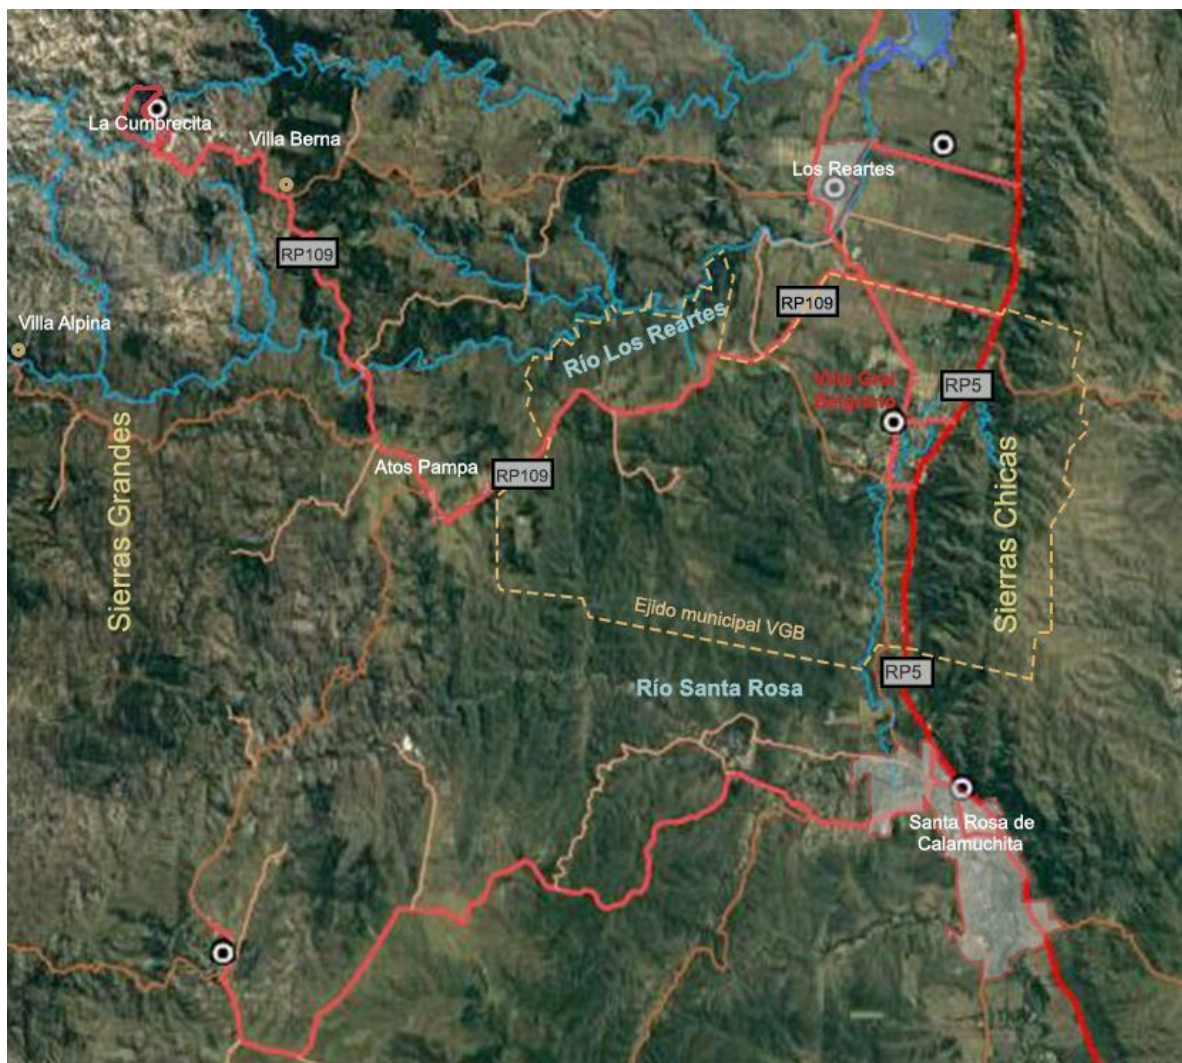 La Cumbrecita
Villa Berna
Los Reartes
RP109
Villa Alpina
RP109
Río Los Reartes
Villa Gral
Belgrano
RP5
Sierras Grandes
Atos Pampa
RP109
Sierras Chicas
Ejido municipal VGB
RP5
Río Santa Rosa
Santa Rosa de
Calamuchita